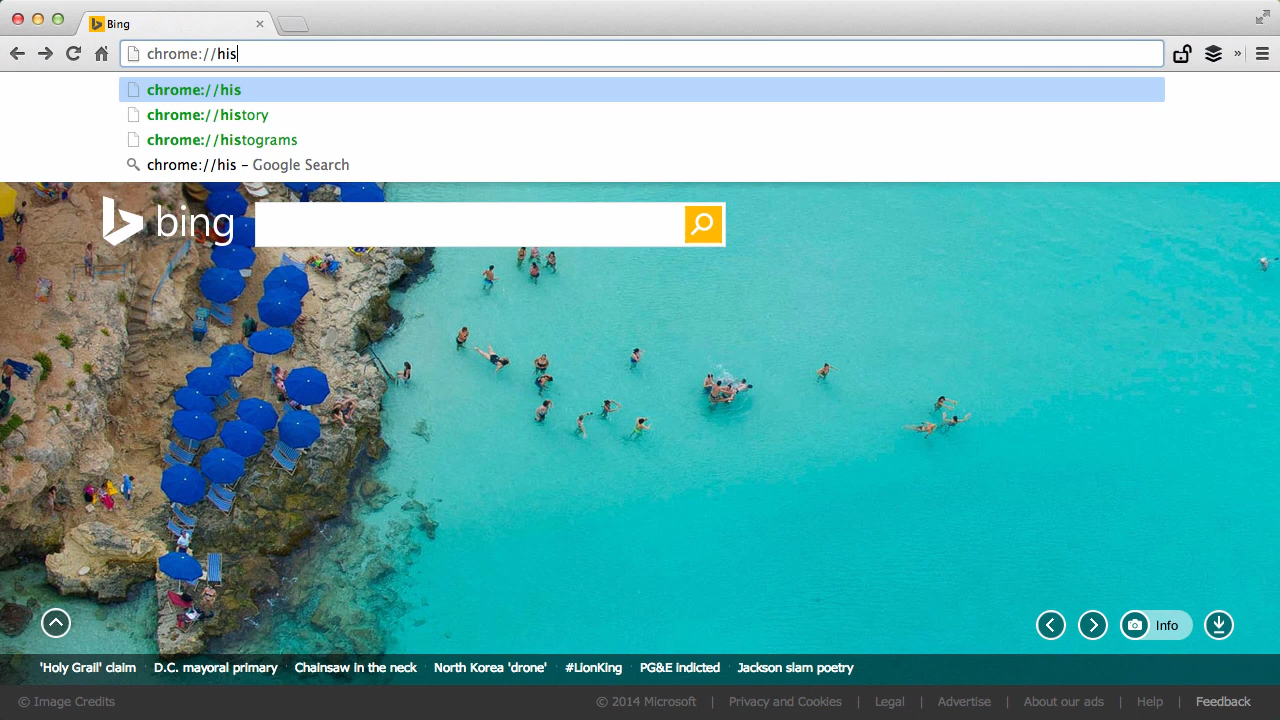 Bing
chrome://his
»
chrome://his
chrome://history
chrome://histograms
chrome://his – Google Search
bing
Info
'Holy Grail' claim · D.C. mayoral primary · Chainsaw in the neck · North Korea 'drone' · #LionKing · PG&E indicted · Jackson slam poetry
© Image Credits © 2014 Microsoft | Privacy and Cookies | Legal | Advertise | About our ads | Help | Feedback